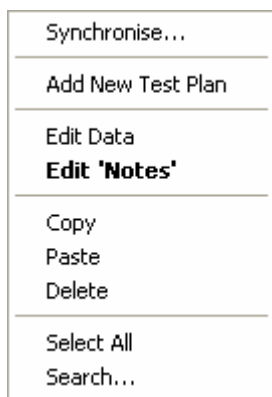 Synchronise...
Add New Test Plan
Edit Data
Edit 'Notes'
Copy
Paste
Delete
Select All
Search...